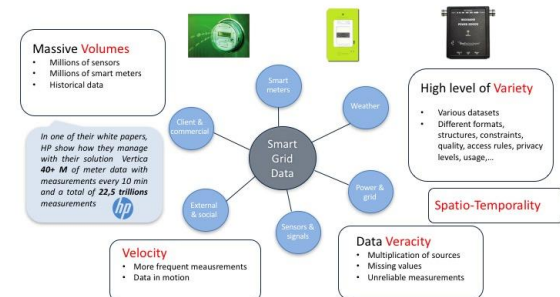 Massive Volumes
• Millions of sensors
• Millions of smart meters
• Historical data
In one of their white papers,
HP show how they manage
with their solution Vertica
40+ M of meter data with
measurements every 10 min
and a total of 22,5 trillions
measurements
hp
Smart
meters
Weather
Client &
commercial
Smart
Grid
Data
Power &
grid
External
& social
Sensors &
signals
High level of Variety
• Various datasets
• Different formats,
structures, constraints,
quality, access rules, privacy
levels, usage,...
Spatio-Temporality
Velocity
• More frequent meausrements
• Data in motion
Data Veracity
• Multiplication of sources
• Missing values
• Unreliable measurements